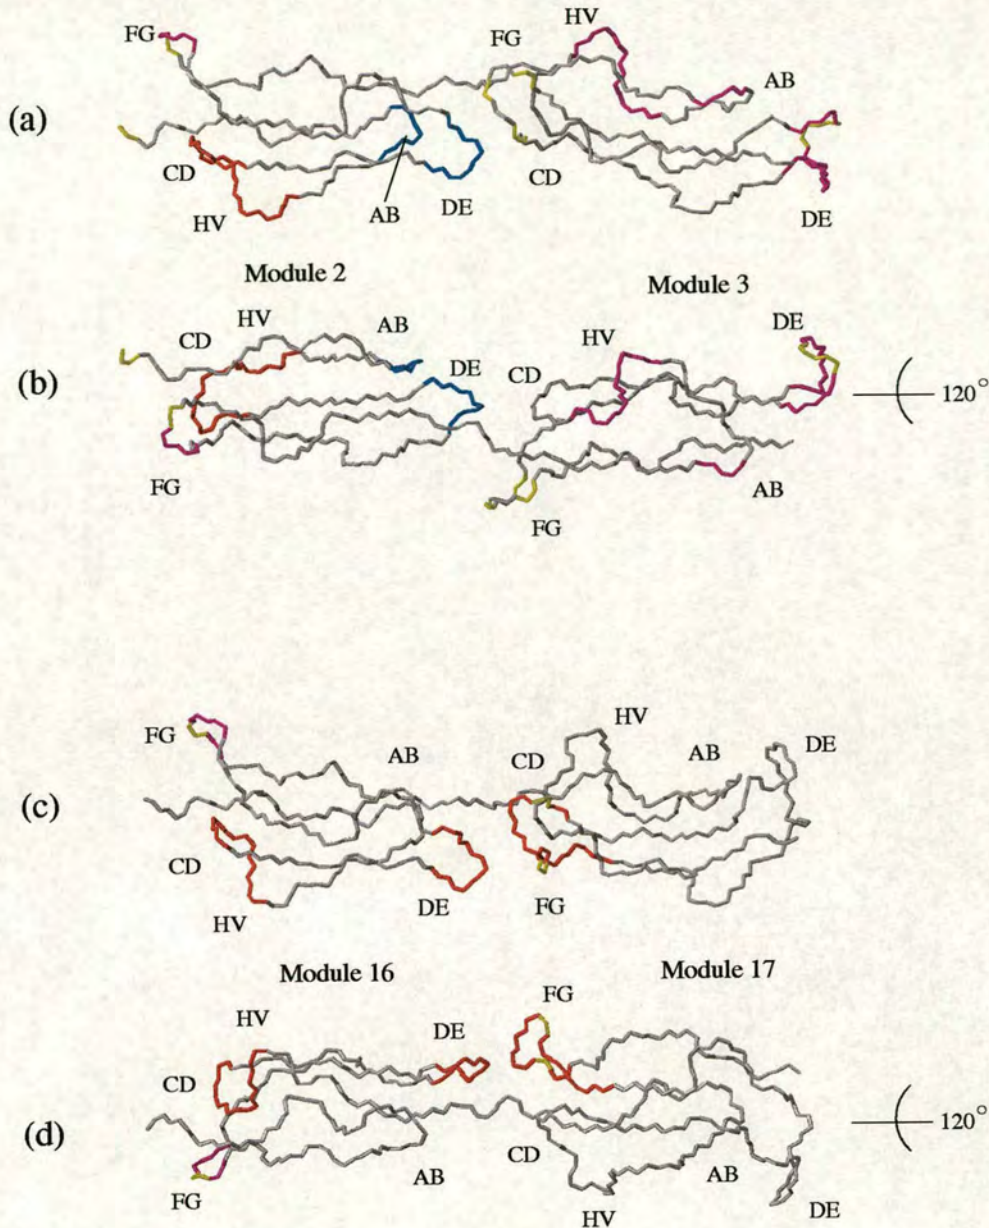 FG
FG
HV
AB
(a)
CD
HV
AB
DE
CD
DE
Module 2
Module 3
CD
HV
AB
DE
CD
HV
DE
(b)
120°
FG
FG
AB
FG
AB
CD
HV
AB
DE
(c)
CD
HV
DE
FG
Module 16
Module 17
HV
DE
FG
CD
(d)
120°
FG
AB
CD
HV
AB
DE